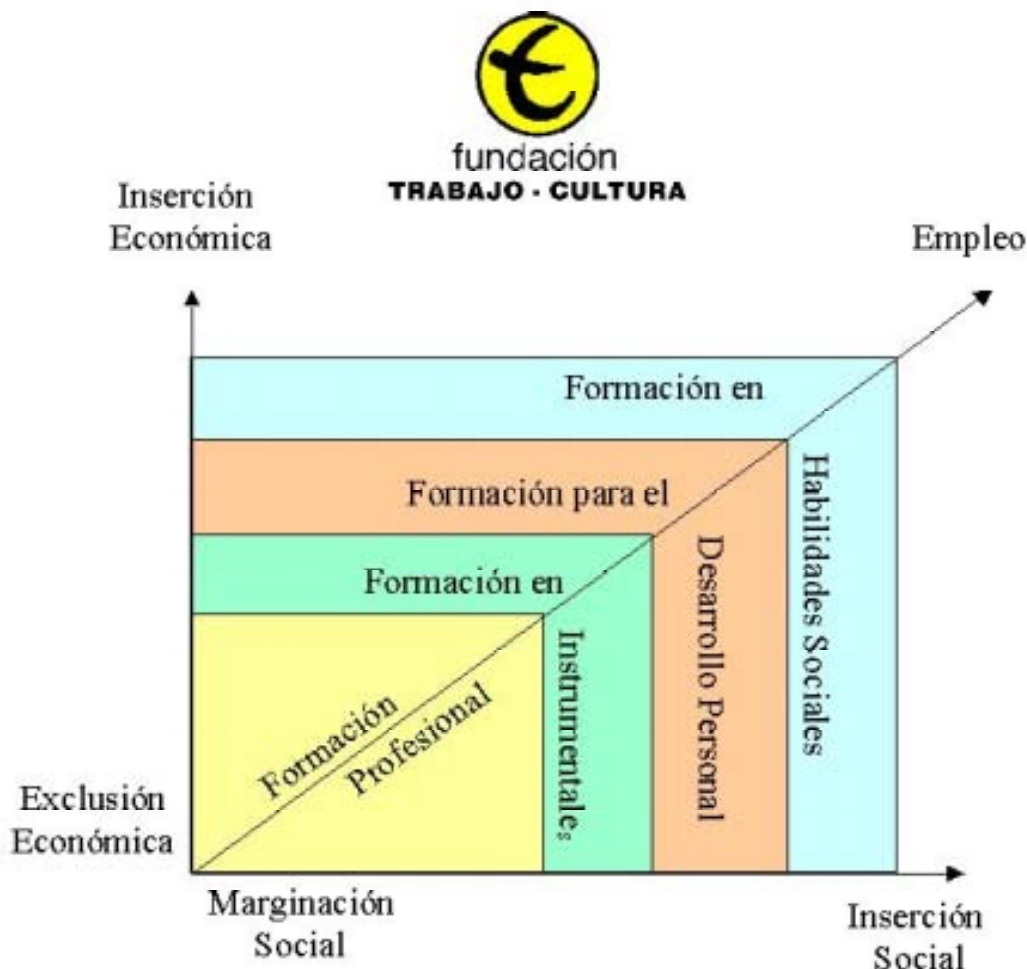 fundación
TRABAJO - CULTURA
Inserción
Económica
Empleo
Formación en
Habilidades Sociales
Formación para el
Desarrollo Personal
Formación en
Instrumentales
Formación
Profesional
Exclusión
Económica
Marginación
Social
Inserción
Social